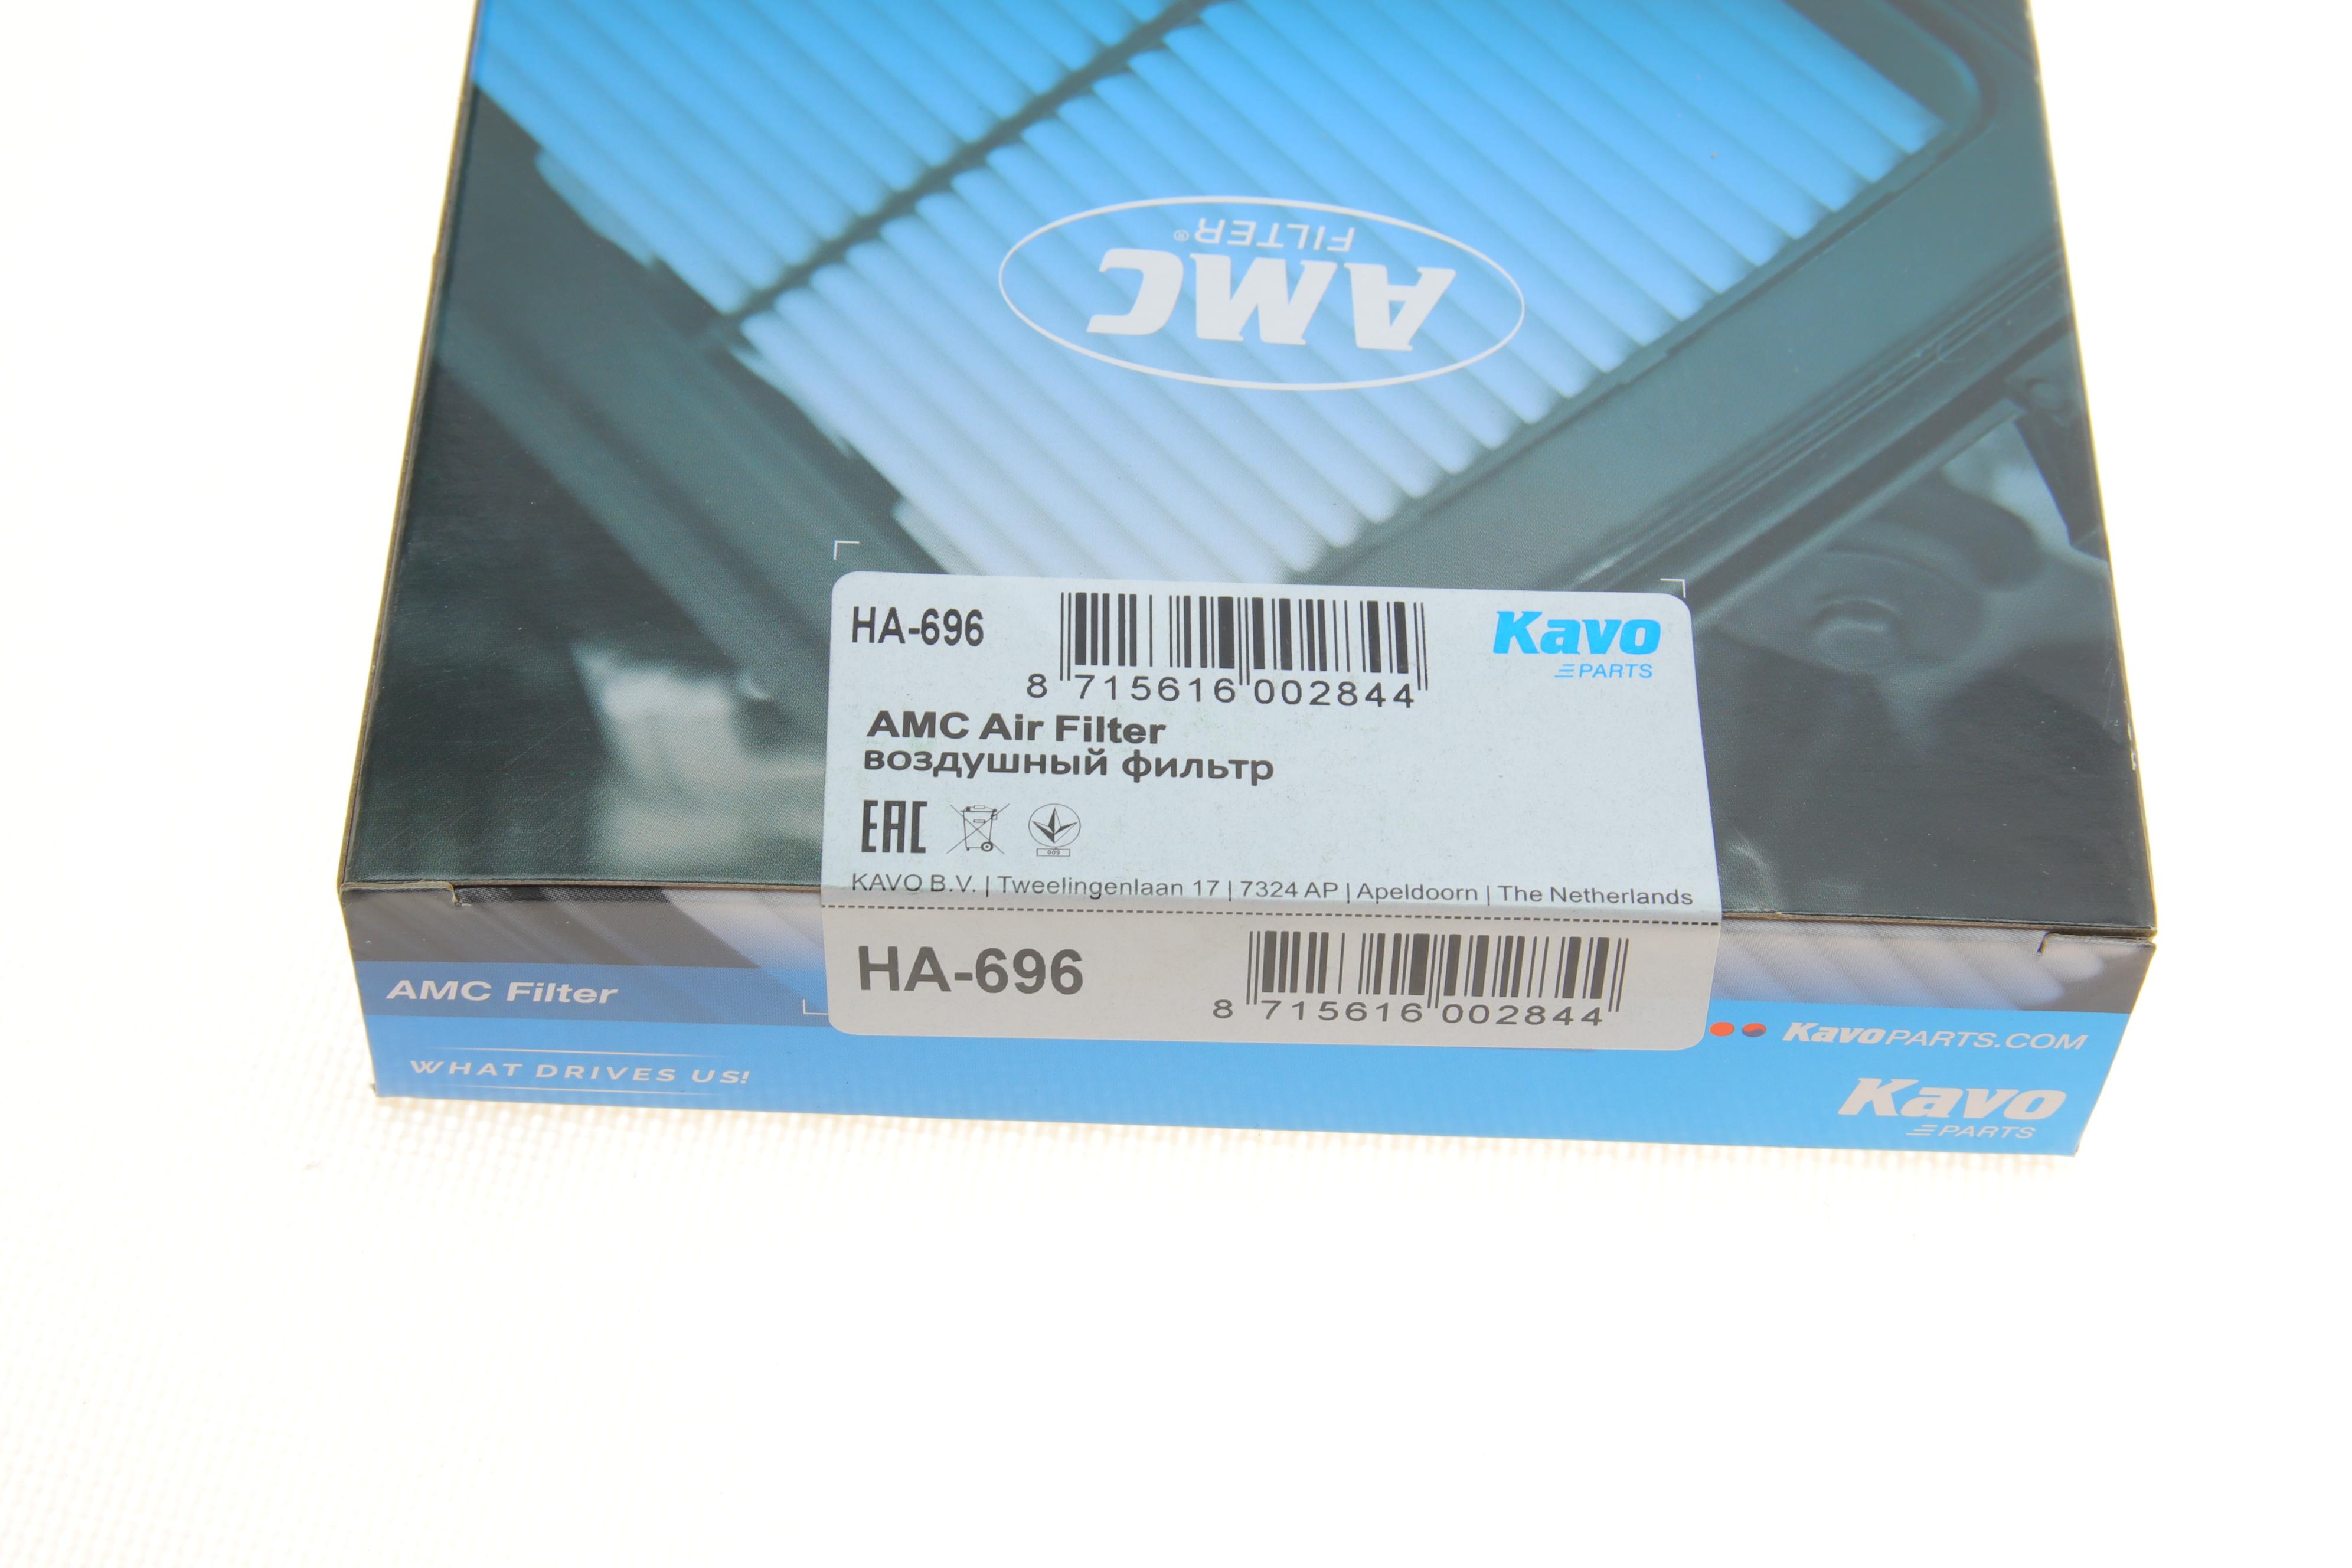 AMC
FILTER®
HA-696
8 715616 002844
Kavo
PARTS
AMC Air Filter
воздушный фильтр
EAC
009
KAVO B.V. | Tweelingenlaan 17 | 7324 AP | Apeldoorn | The Netherlands
HA-696
8 715616 002844
AMC Filter
WHAT DRIVES US!
KavoPARTS.COM
Kavo
PARTS